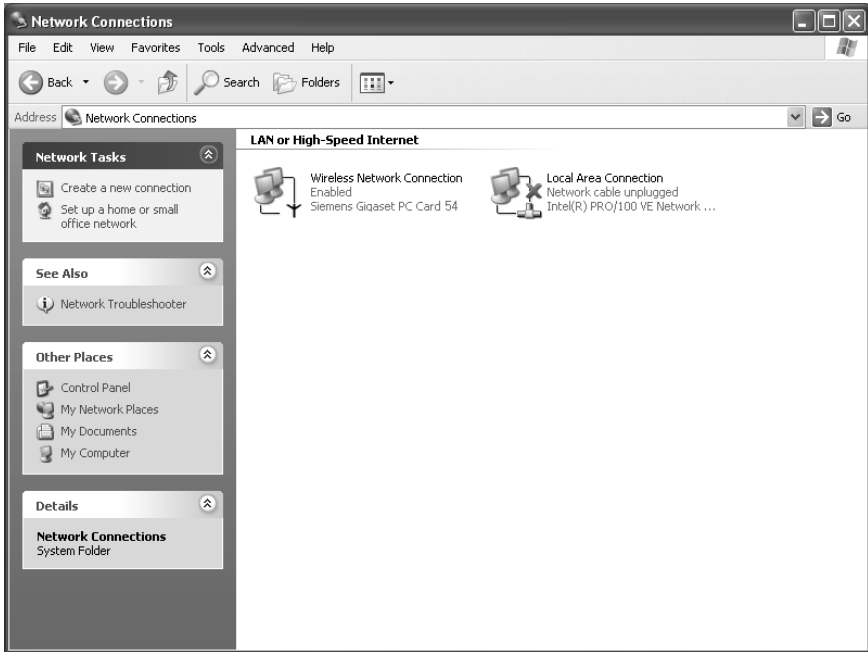 Network Connections
File Edit View Favorites Tools Advanced Help
Back Search Folders
Address Network Connections Go
Network Tasks
Create a new connection
Set up a home or small
office network
See Also
Network Troubleshooter
Other Places
Control Panel
My Network Places
My Documents
My Computer
Details
Network Connections
System Folder
LAN or High-Speed Internet
Wireless Network Connection
Enabled
Siemens Gigaset PC Card 54
Local Area Connection
Network cable unplugged
Intel(R) PRO/100 VE Network ...